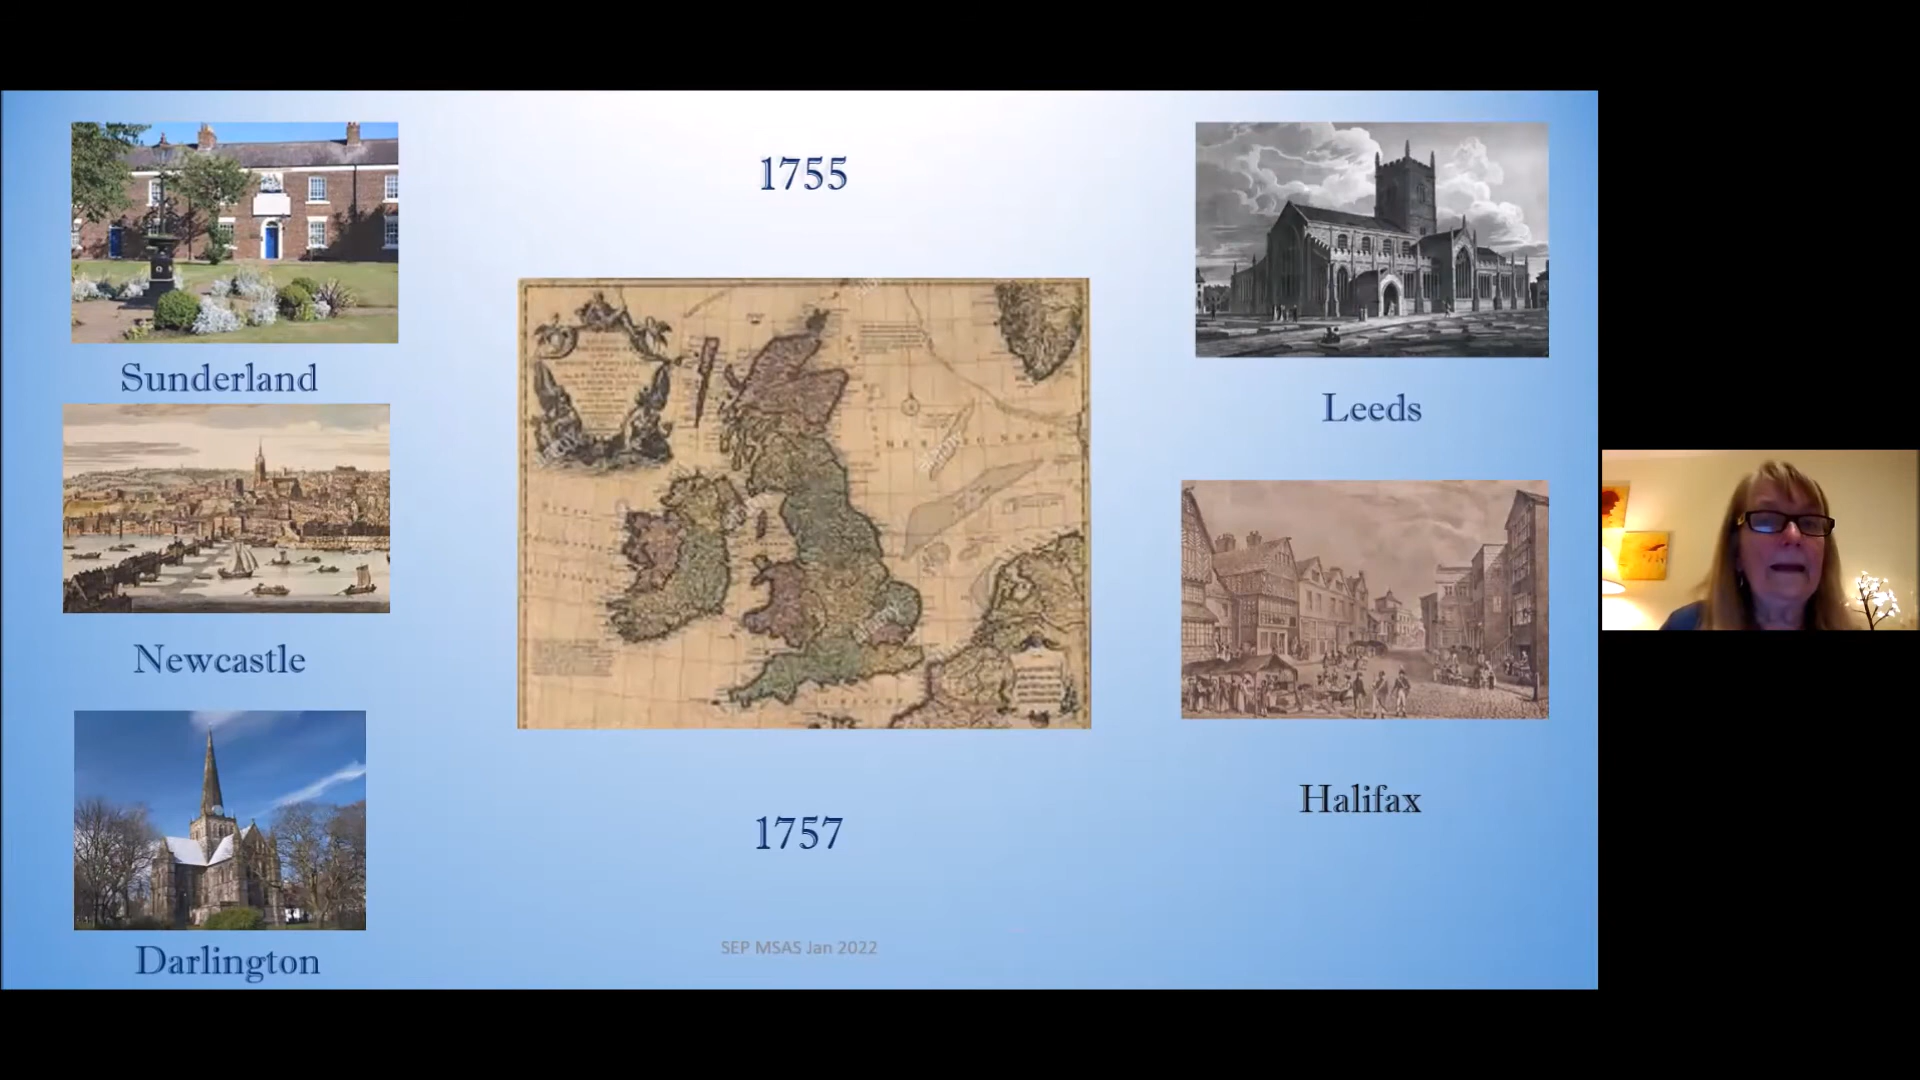 1755
Sunderland
Newcastle
Darlington
Leeds
Halifax
1757
SEP MSAS Jan 2022